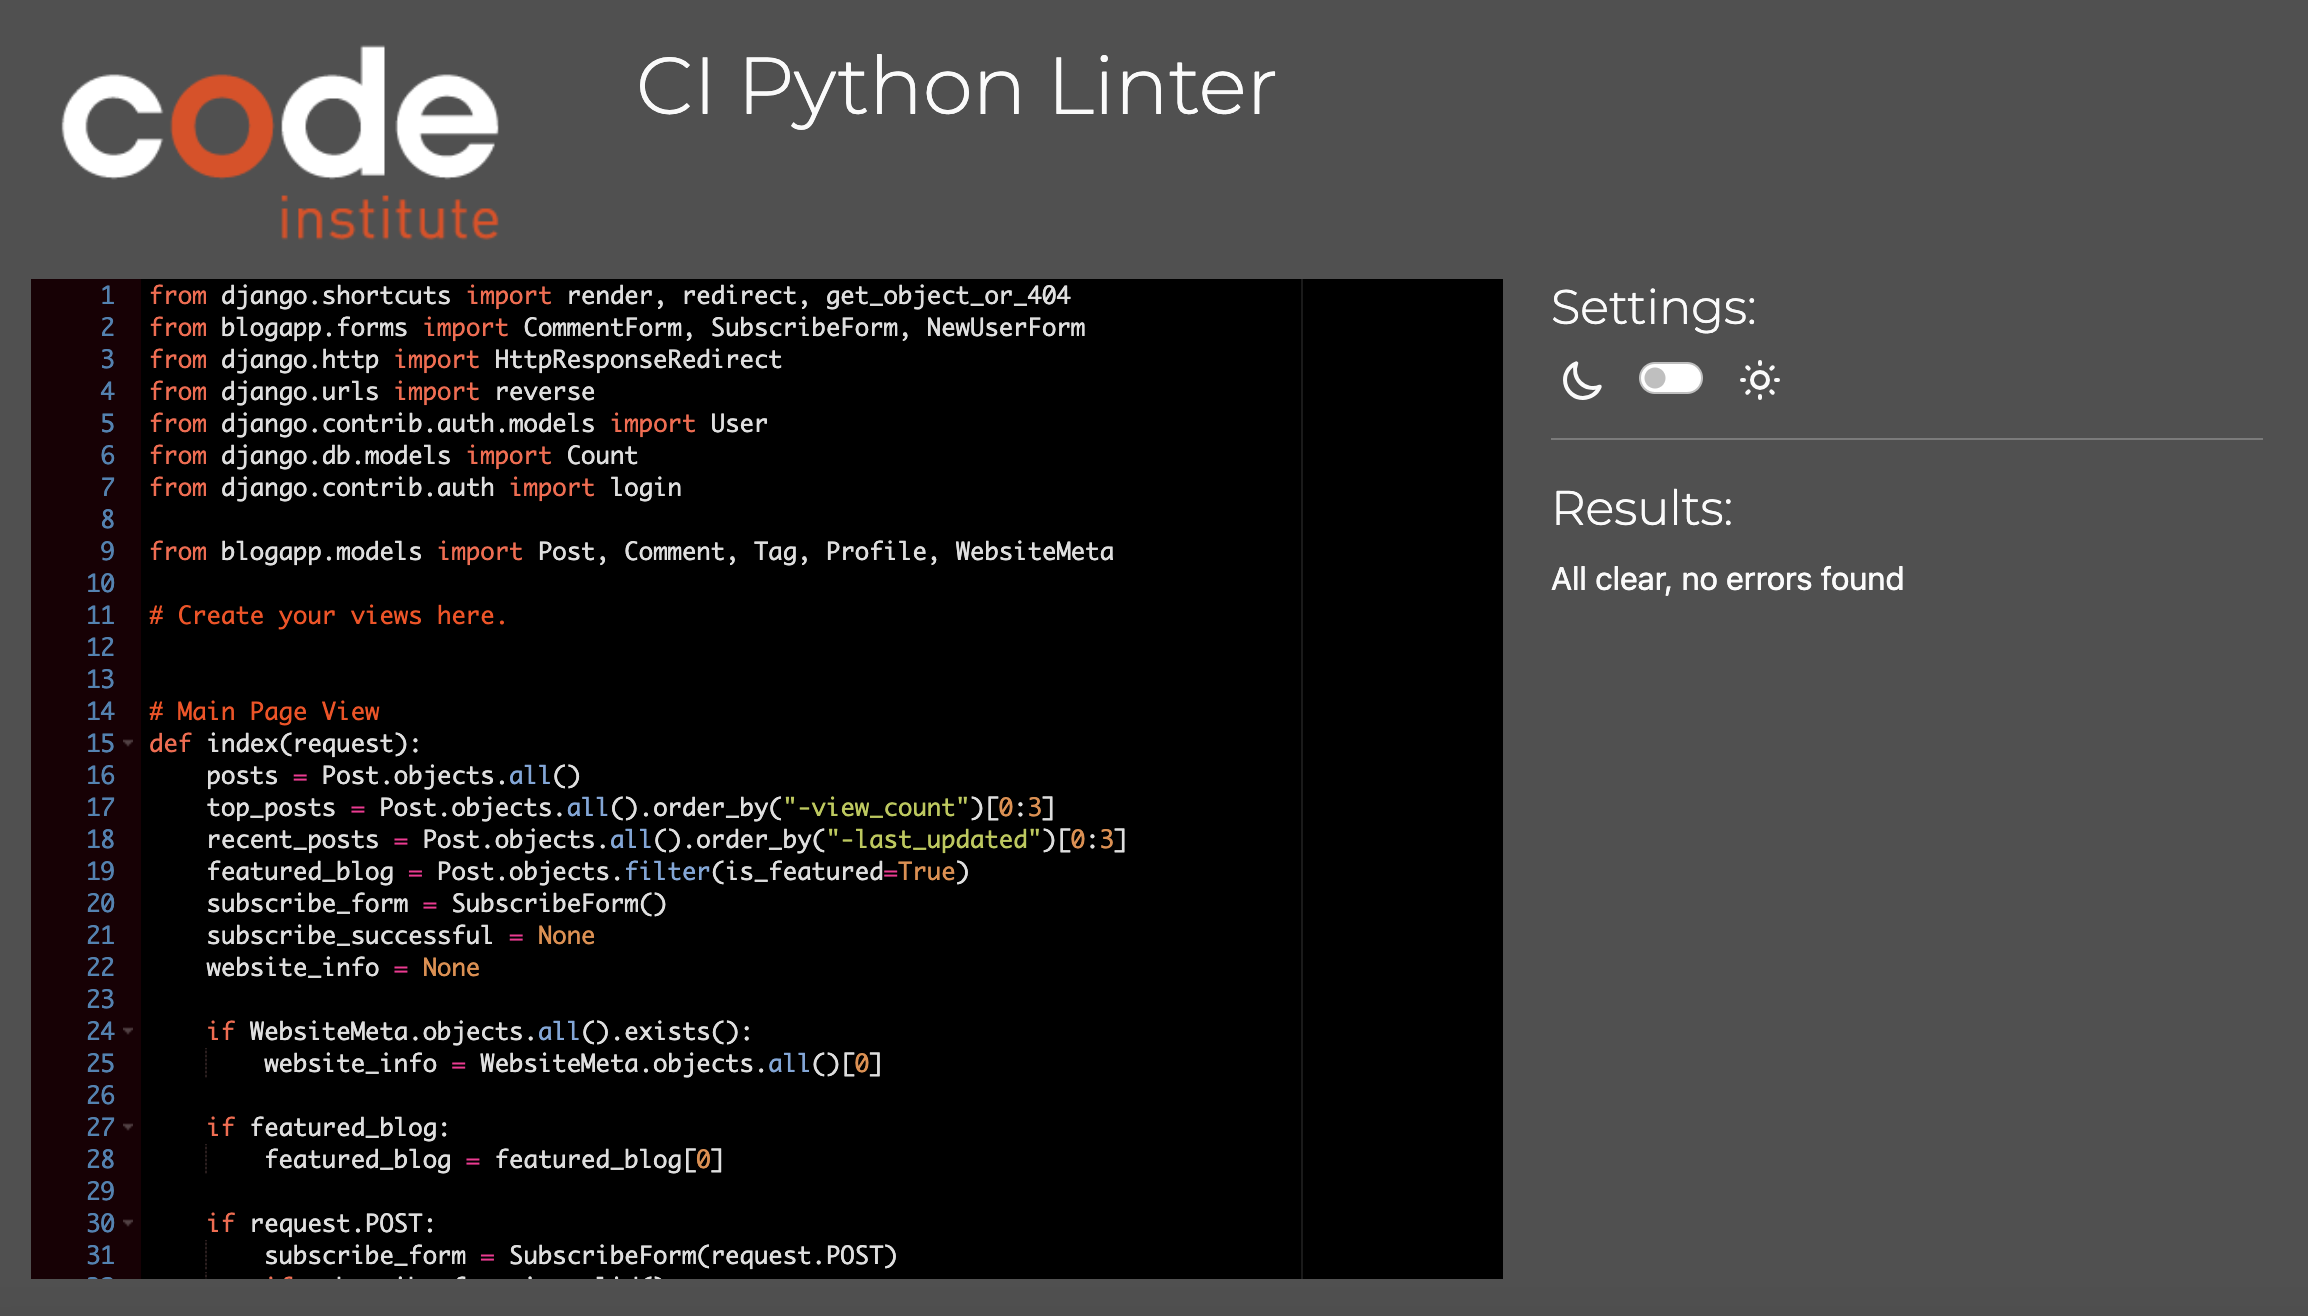 code
institute
CI Python Linter
1 from django.shortcuts import render, redirect, get_object_or_404
2 from blogapp.forms import CommentForm, SubscribeForm, NewUserForm
3 from django.http import HttpResponseRedirect
4 from django.urls import reverse
5 from django.contrib.auth.models import User
6 from django.db.models import Count
7 from django.contrib.auth import login
8
9 from blogapp.models import Post, Comment, Tag, Profile, WebsiteMeta
10
11 # Create your views here.
12
13
14 # Main Page View
15 def index(request):
16     posts = Post.objects.all()
17     top_posts = Post.objects.all().order_by("-view_count")[0:3]
18     recent_posts = Post.objects.all().order_by("-last_updated")[0:3]
19     featured_blog = Post.objects.filter(is_featured=True)
20     subscribe_form = SubscribeForm()
21     subscribe_successful = None
22     website_info = None
23
24     if WebsiteMeta.objects.all().exists():
25         website_info = WebsiteMeta.objects.all()[0]
26
27     if featured_blog:
28         featured_blog = featured_blog[0]
29
30     if request.POST:
31         subscribe_form = SubscribeForm(request.POST)
Settings:
Results:
All clear, no errors found